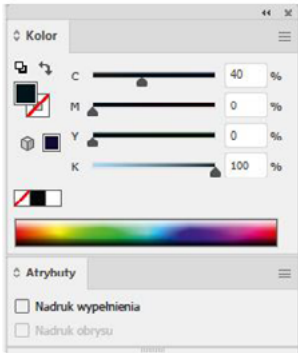 Kolor
C 40 %
M 0 %
Y 0 %
K 100 %
Atrybuty
Nadruk wypełnienia
Nadruk obrysu